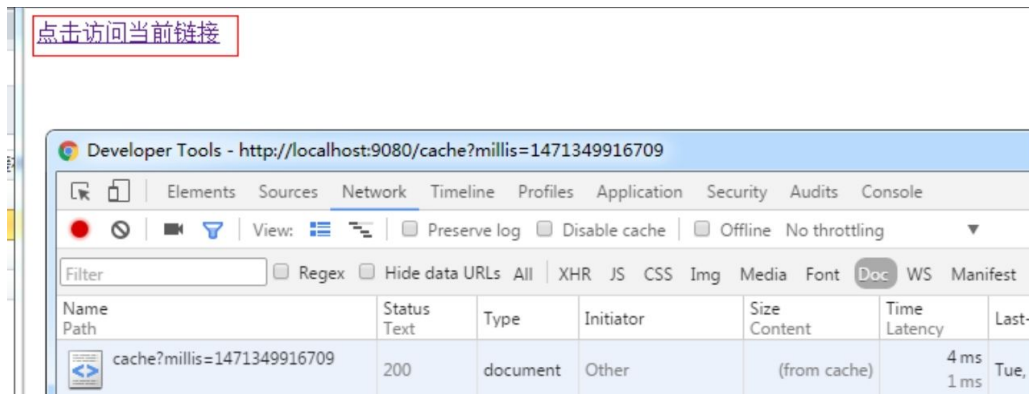 点击访问当前链接
Developer Tools - http://localhost:9080/cache?millis=1471349916709
Elements Sources Network Timeline Profiles Application Security Audits Console
View: Preserve log Disable cache Offline No throttling
Filter Regex Hide data URLs All XHR JS CSS Img Media Font Doc WS Manifest
Name Status Type Initiator Size Time Last-
Path Text Content Latency
cache?millis=1471349916709 200 document Other (from cache) 4 ms Tue,
1 ms